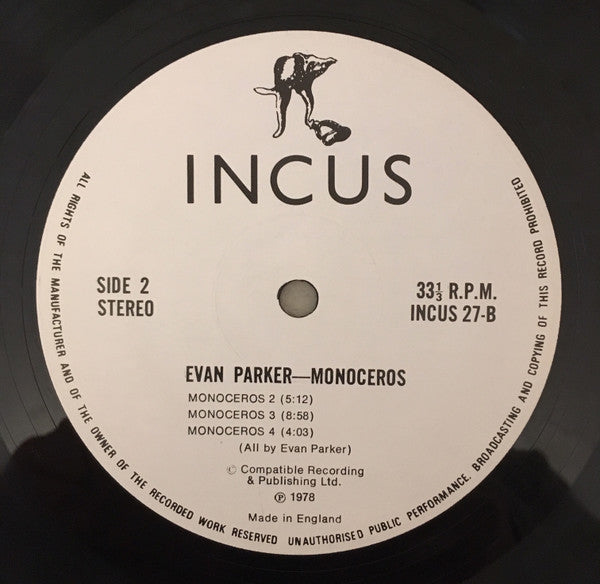 INCUS
SIDE 2
STEREO
33⅓ R.P.M.
INCUS 27-B
EVAN PARKER—MONOCEROS
MONOCEROS 2 (5:12)
MONOCEROS 3 (8:58)
MONOCEROS 4 (4:03)
(All by Evan Parker)
© Compatible Recording
& Publishing Ltd.
℗ 1978
Made in England
ALL RIGHTS OF THE MANUFACTURER AND OF THE OWNER OF THE RECORDED WORK RESERVED UNAUTHORISED PUBLIC PERFORMANCE, BROADCASTING AND COPYING OF THIS RECORD PROHIBITED